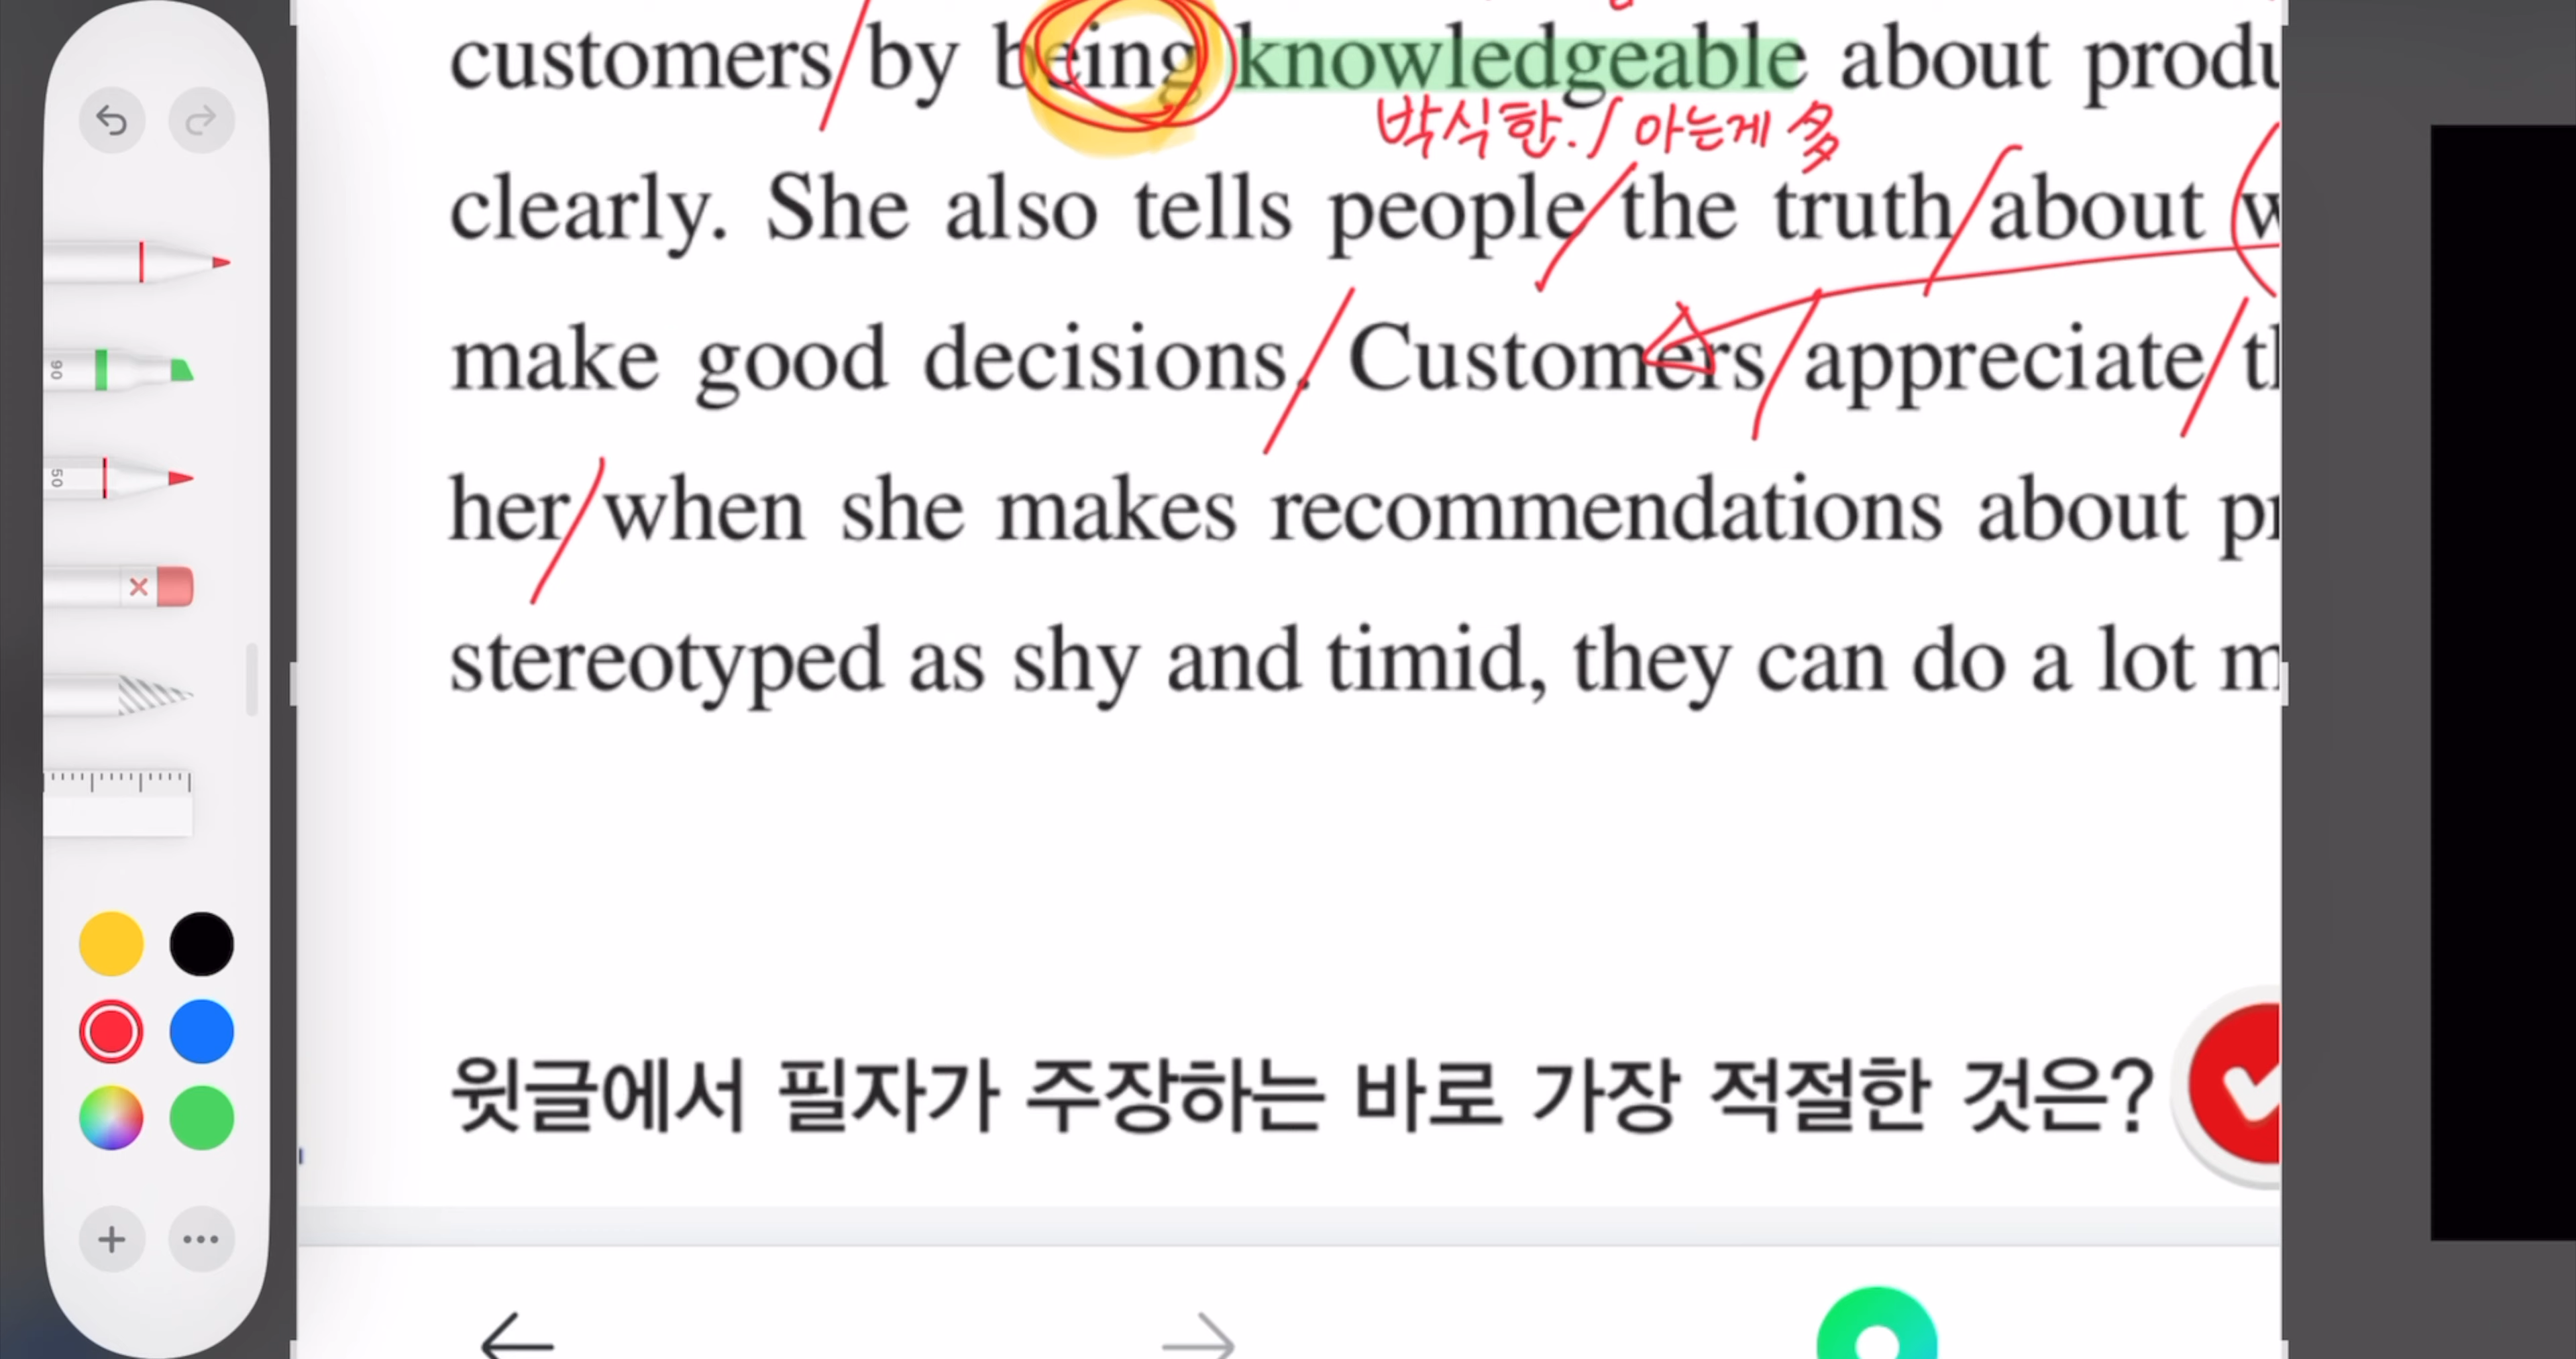 customers by being knowledgeable about
박식한. 아는게 多
clearly. She also tells people the truth about
make good decisions. Customers appreciate
her when she makes recommendations about
stereotyped as shy and timid, they can do a lot
윗글에서 필자가 주장하는 바로 가장 적절한 것은?
90
50